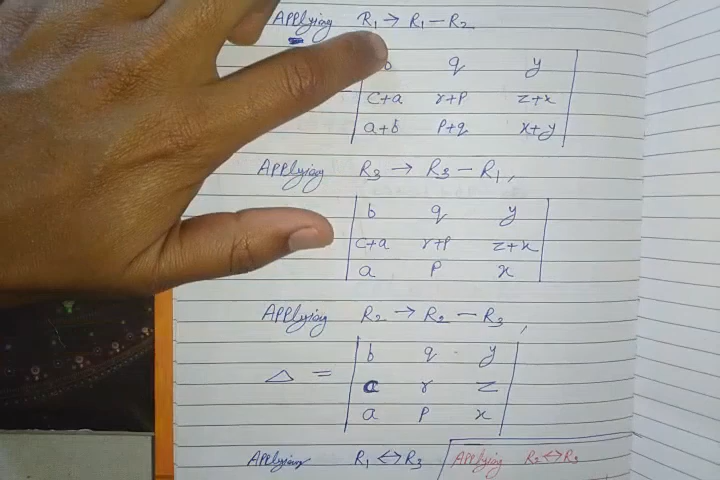 Applying R₁ → R₁ − R₂
b q y
c+a r+p z+x
a+b p+q x+y
Applying R₃ → R₃ − R₁,
b q y
c+a r+p z+x
a p x
Applying R₂ → R₂ − R₃,
b q y
Δ = c r z
a p x
Applying R₁ ↔ R₃ Applying R₂ ↔ R₃